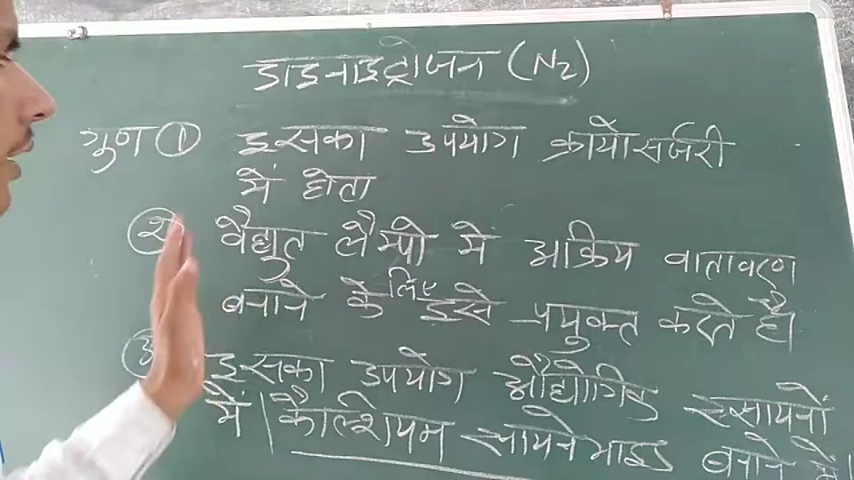 डाइनाइट्रोजन (N2)
गुण ① इसका उपयोग क्रायोसर्जरी
में होता
② वैद्युत लैम्पो में अक्रिय वातावरण
बनाने के लिए इसे प्रयुक्त करते है।
③ इसका उपयोग औद्योगिक रसायनो
में। कैल्शियम सायनेमाइड बनाने